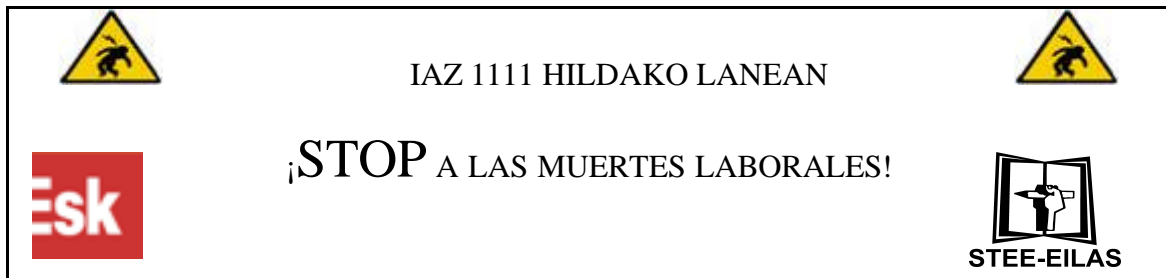 IAZ 1111 HILDAKO LANEAN
¡STOP A LAS MUERTES LABORALES!
Esk
STEE-EILAS